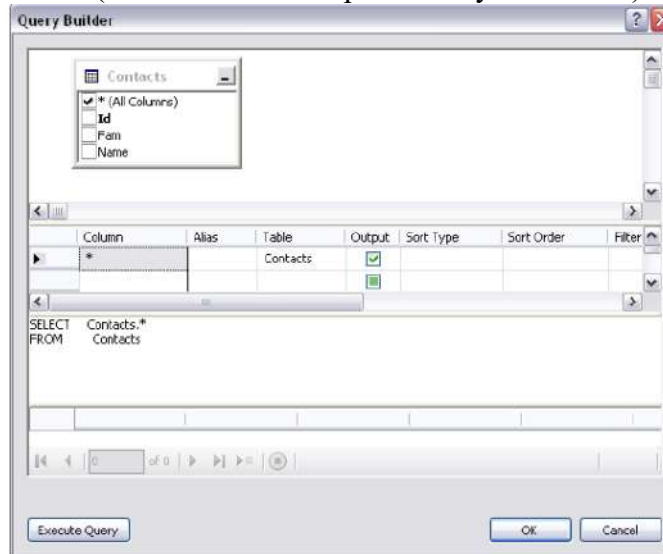 Query Builder
Contacts
* (All Columns)
Id
Fam
Name
Column Alias Table Output Sort Type Sort Order Filter
* Contacts
SELECT Contacts.*
FROM Contacts
0 of 0
Execute Query OK Cancel